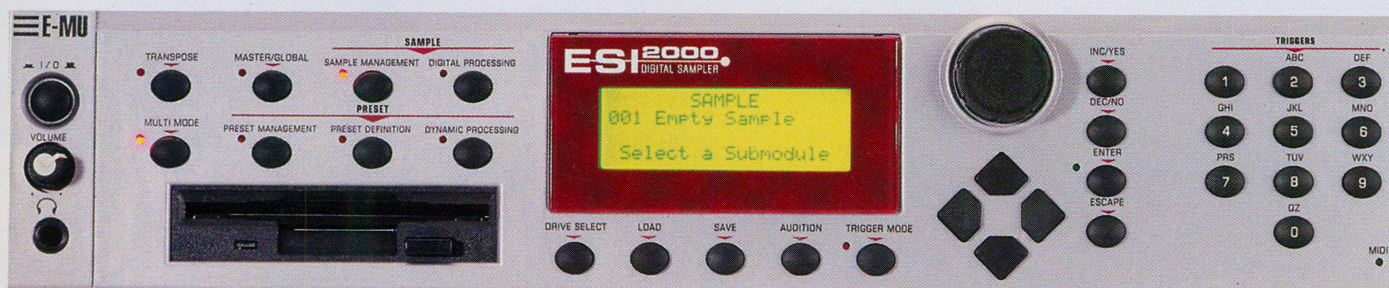 E-MU
I/O
VOLUME
TRANSPOSE
MASTER/GLOBAL
SAMPLE
SAMPLE MANAGEMENT
DIGITAL PROCESSING
MULTI MODE
PRESET
PRESET MANAGEMENT
PRESET DEFINITION
DYNAMIC PROCESSING
ESI 2000
DIGITAL SAMPLER
SAMPLE
001 Empty Sample
Select a Submodule
DRIVE SELECT
LOAD
SAVE
AUDITION
TRIGGER MODE
INC/YES
DEC/NO
ENTER
ESCAPE
TRIGGERS
ABC DEF
1 2 3
GHI JKL MNO
4 5 6
PRS TUV WXY
7 8 9
QZ
0
MIDI